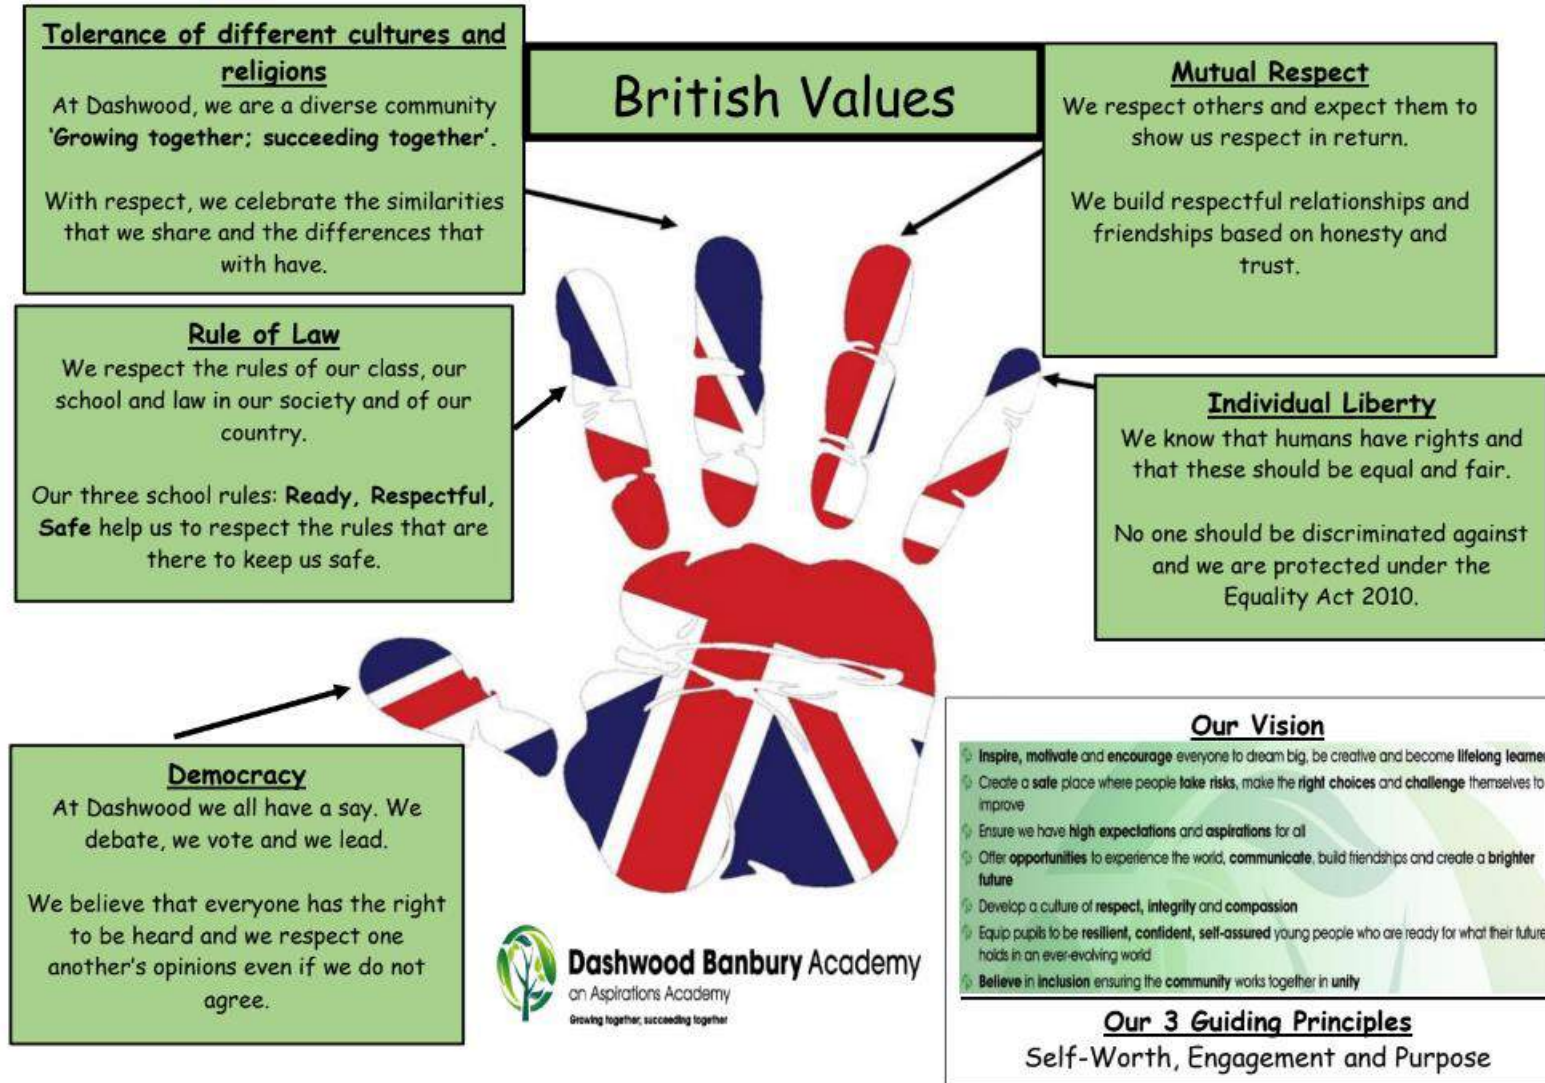 British Values
Tolerance of different cultures and
religions
At Dashwood, we are a diverse community
'Growing together; succeeding together'.
With respect, we celebrate the similarities
that we share and the differences that
with have.
Mutual Respect
We respect others and expect them to
show us respect in return.
We build respectful relationships and
friendships based on honesty and
trust.
Rule of Law
We respect the rules of our class, our
school and law in our society and of our
country.
Our three school rules: Ready, Respectful,
Safe help us to respect the rules that are
there to keep us safe.
Individual Liberty
We know that humans have rights and
that these should be equal and fair.
No one should be discriminated against
and we are protected under the
Equality Act 2010.
Democracy
At Dashwood we all have a say. We
debate, we vote and we lead.
We believe that everyone has the right
to be heard and we respect one
another's opinions even if we do not
agree.
Dashwood Banbury Academy
an Aspirations Academy
Growing together; succeeding together
Our Vision
Inspire, motivate and encourage everyone to dream big, be creative and become lifelong learne
Create a safe place where people take risks, make the right choices and challenge themselves to
improve
Ensure we have high expectations and aspirations for all
Offer opportunities to experience the world, communicate, build friendships and create a brighter
future
Develop a culture of respect, integrity and compassion
Equip pupils to be resilient, confident, self-assured young people who are ready for what their future
holds in an ever-evolving world
Believe in inclusion ensuring the community works together in unity
Our 3 Guiding Principles
Self-Worth, Engagement and Purpose